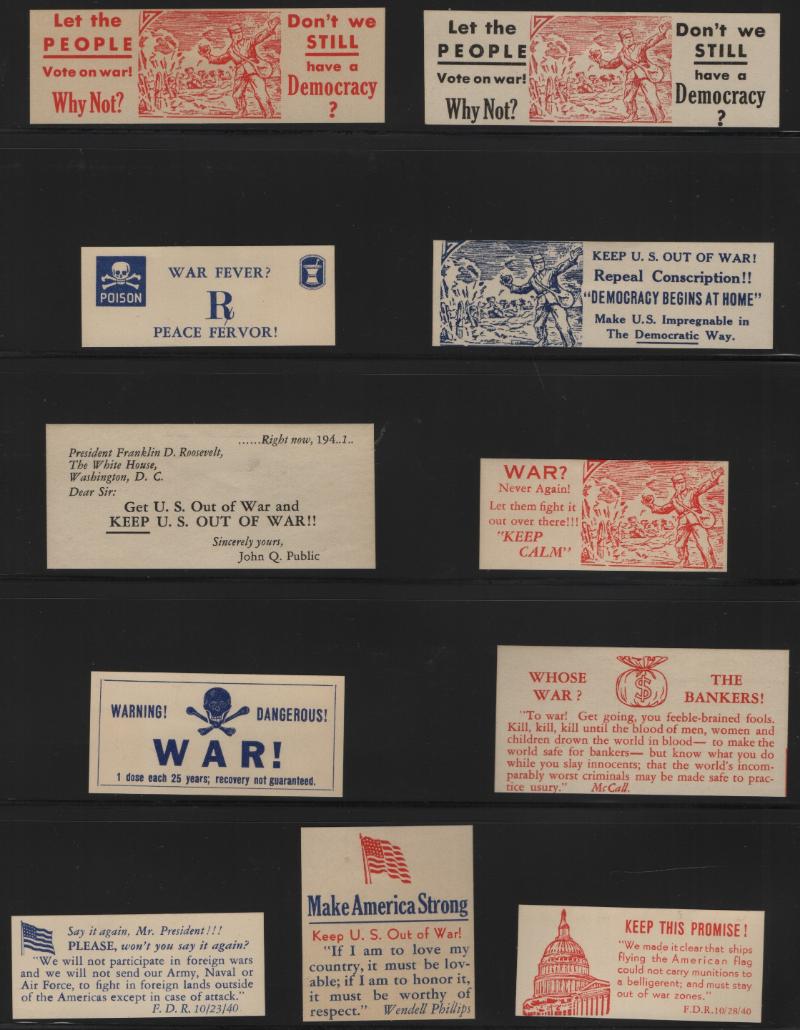 Let the
PEOPLE
Vote on war!
Why Not?
Don't we
STILL
have a
Democracy
?
Let the
PEOPLE
Vote on war!
Why Not?
Don't we
STILL
have a
Democracy
?
POISON
WAR FEVER?
R
PEACE FERVOR!
KEEP U. S. OUT OF WAR!
Repeal Conscription!!
"DEMOCRACY BEGINS AT HOME"
Make U.S. Impregnable in
The Democratic Way.
......Right now, 194..1..
President Franklin D. Roosevelt,
The White House,
Washington, D. C.
Dear Sir:
Get U. S. Out of War and
KEEP U. S. OUT OF WAR!!
Sincerely yours,
John Q. Public
WAR?
Never Again!
Let them fight it
out over there!!!
"KEEP
CALM"
WARNING! DANGEROUS!
WAR!
1 dose each 25 years; recovery not guaranteed.
WHOSE
WAR?
$
THE
BANKERS!
"To war! Get going, you feeble-brained fools.
Kill, kill, kill until the blood of men, women and
children drown the world in blood— to make the
world safe for bankers— but know what you do
while you slay innocents; that the world's incom-
parably worst criminals may be made safe to prac-
tice usury." McCall.
Say it again, Mr. President!!!
PLEASE, won't you say it again?
"We will not participate in foreign wars
and we will not send our Army, Naval or
Air Force, to fight in foreign lands outside
of the Americas except in case of attack."
F. D. R. 10/23/40
Make America Strong
Keep U. S. Out of War!
"If I am to love my
country, it must be lov-
able; if I am to honor it,
it must be worthy of
respect." Wendell Phillips
KEEP THIS PROMISE!
"We made it clear that ships
flying the American flag
could not carry munitions to
a belligerent; and must stay
out of war zones."
F.D.R. 10/28/40